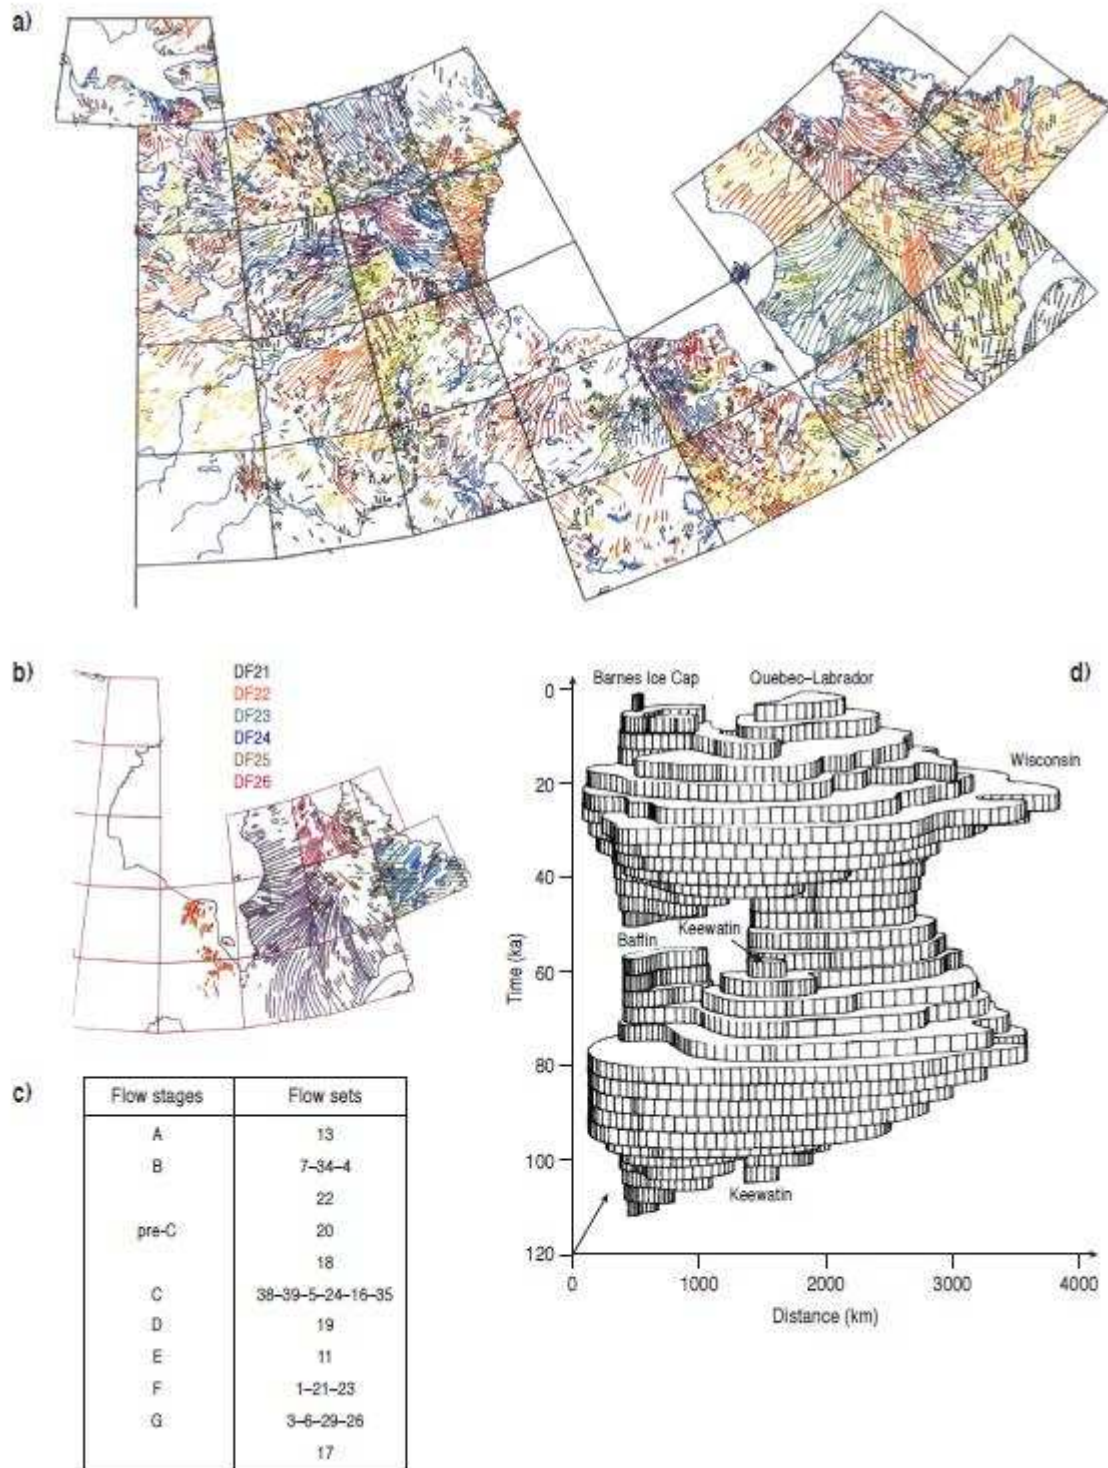 a)
b)
DF21
DF22
DF23
DF24
DF25
DF26
c)
Flow stages Flow sets
A 13
B 7–34–4
22
pre-C 20
18
C 38–39–5–24–16–35
D 19
E 11
F 1–21–23
G 3–6–29–26
17
d)
Barnes Ice Cap Quebec–Labrador
Wisconsin
Keewatin
Baffin
Keewatin
Time (ka)
0
20
40
60
80
100
120
0 1000 2000 3000 4000
Distance (km)